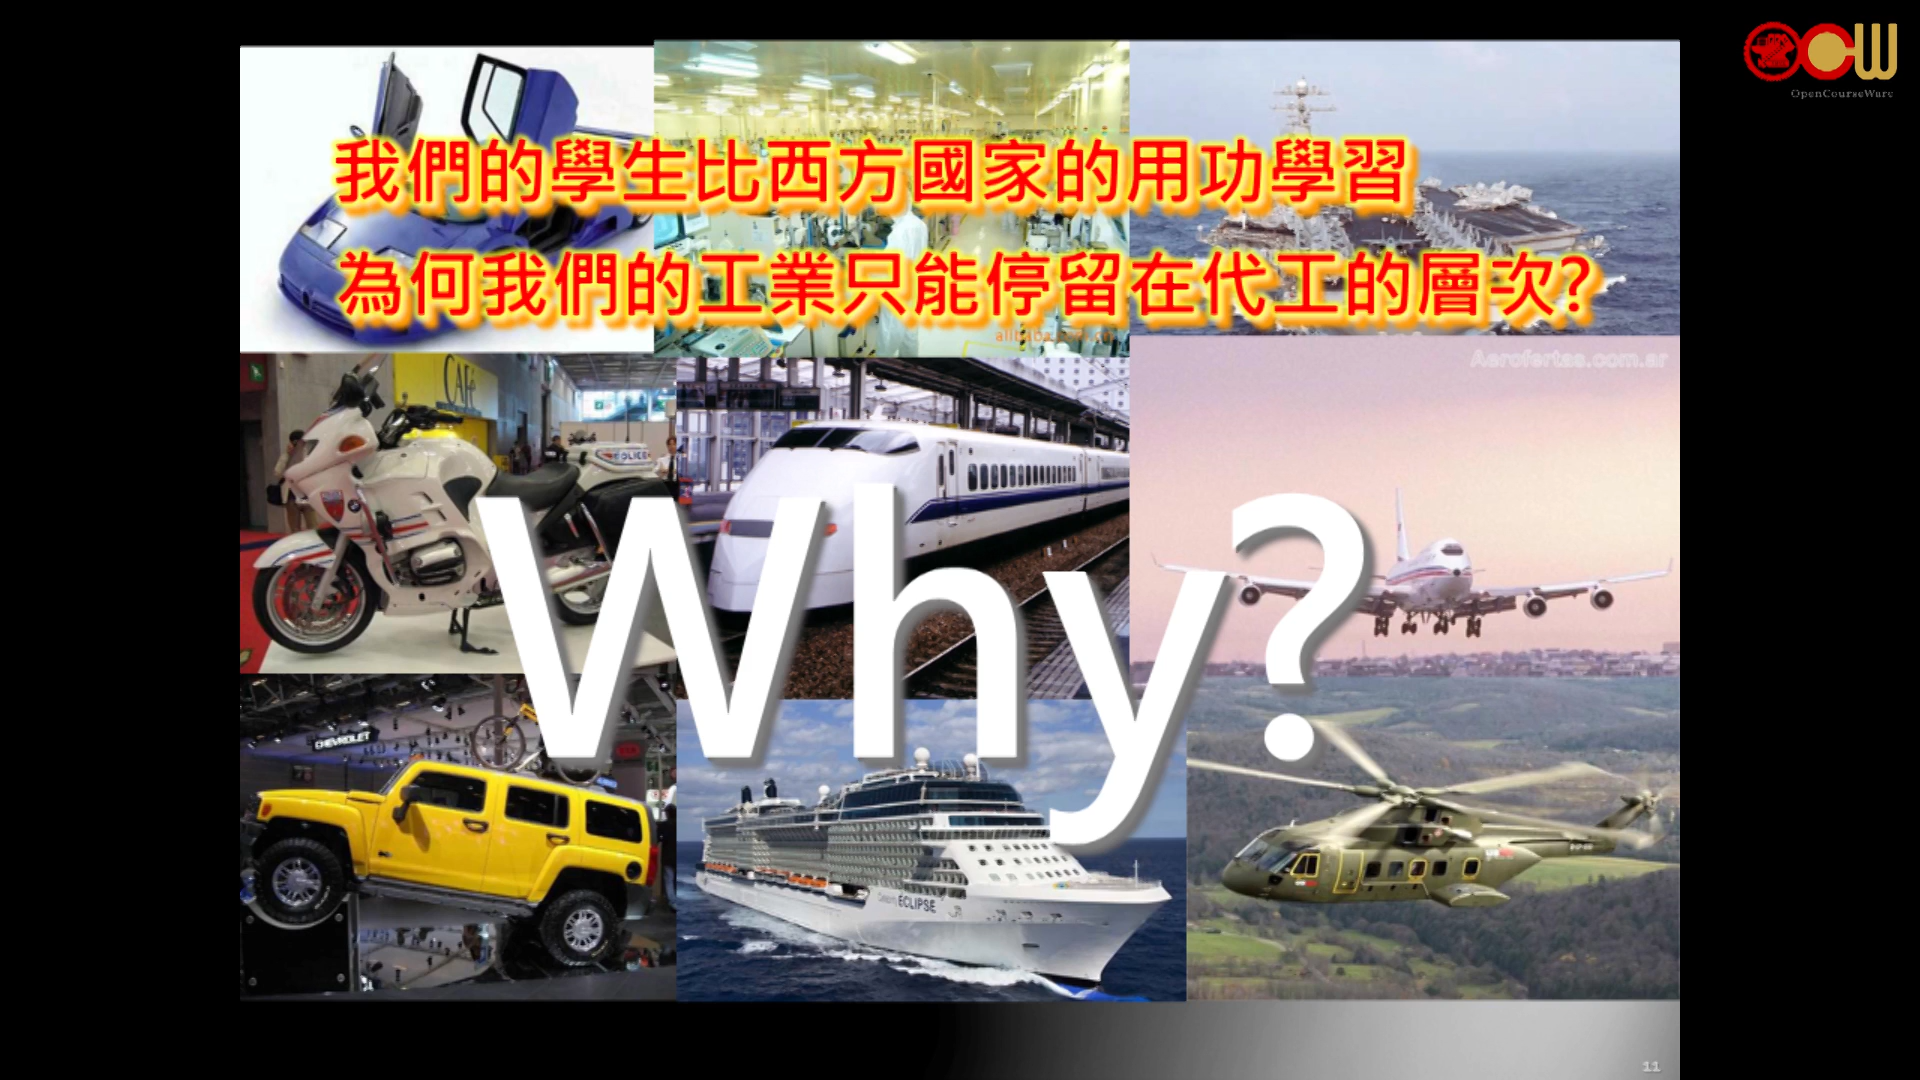 OpenCourseWare
我們的學生比西方國家的用功學習
為何我們的工業只能停留在代工的層次?
Aerofertas.com.ar
Café
POLICE
Why?
CHEVROLET
Celebrity ECLIPSE
11